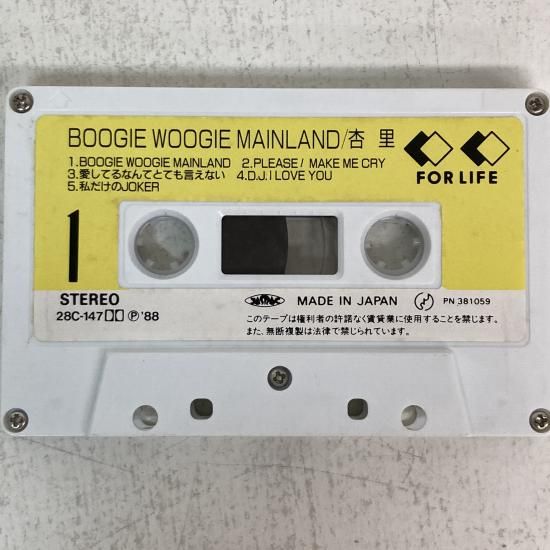 BOOGIE WOOGIE MAINLAND/杏 里
1.BOOGIE WOOGIE MAINLAND 2.PLEASE! MAKE ME CRY
3.愛してるなんてとても言えない 4.D.J.I LOVE YOU
5.私だけのJOKER
FOR LIFE
1
STEREO
MADE IN JAPAN
PN 381059
28C-147 Ⓟ'88
このテープは権利者の許諾なく賃貸業に使用することを禁じます。
また、無断複製は法律で禁じられています。